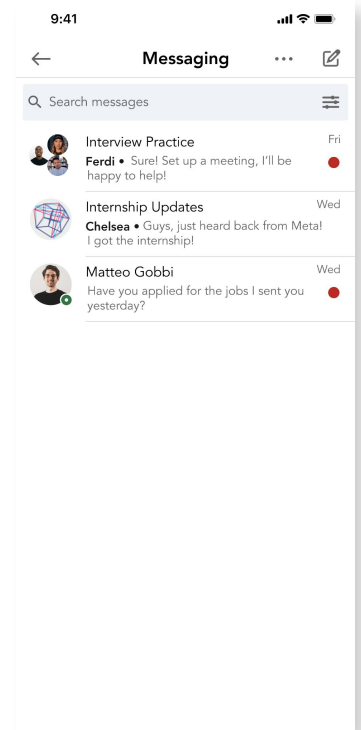 9:41
Messaging
Search messages
Interview Practice Fri
Ferdi • Sure! Set up a meeting, I'll be
happy to help!
Internship Updates Wed
Chelsea • Guys, just heard back from Meta!
I got the internship!
Matteo Gobbi Wed
Have you applied for the jobs I sent you
yesterday?